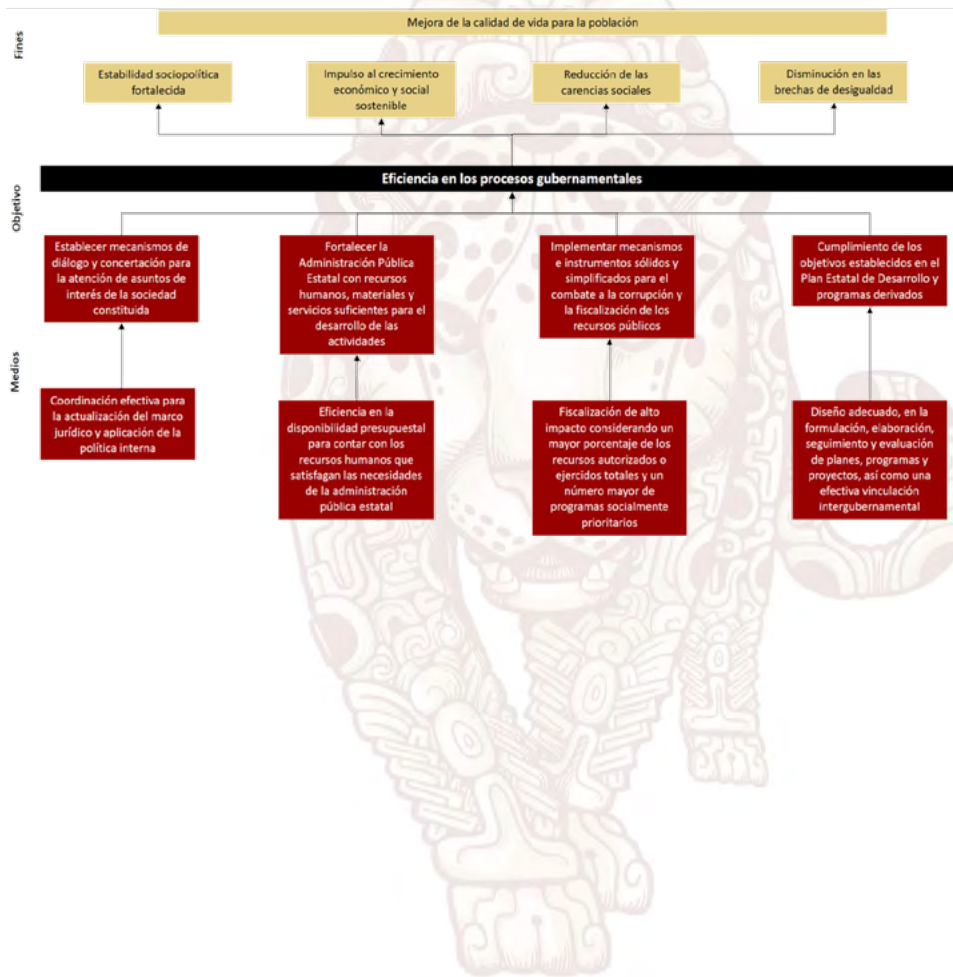 Fines
Mejora de la calidad de vida para la población
Estabilidad sociopolítica
fortalecida
Impulso al crecimiento
económico y social
sostenible
Reducción de las
carencias sociales
Disminución en las
brechas de desigualdad
Objetivo
Eficiencia en los procesos gubernamentales
Medios
Establecer mecanismos de
diálogo y concertación para
la atención de asuntos de
interés de la sociedad
constituida
Fortalecer la
Administración Pública
Estatal con recursos
humanos, materiales y
servicios suficientes para el
desarrollo de las
actividades
Implementar mecanismos
e instrumentos sólidos y
simplificados para el
combate a la corrupción y
la fiscalización de los
recursos públicos
Cumplimiento de los
objetivos establecidos en el
Plan Estatal de Desarrollo y
programas derivados
Coordinación efectiva para
la actualización del marco
jurídico y aplicación de la
política interna
Eficiencia en la
disponibilidad presupuestal
para contar con los
recursos humanos que
satisfagan las necesidades
de la administración
pública estatal
Fiscalización de alto
impacto considerando un
mayor porcentaje de los
recursos autorizados o
ejercidos totales y un
número mayor de
programas socialmente
prioritarios
Diseño adecuado, en la
formulación, elaboración,
seguimiento y evaluación
de planes, programas y
proyectos, así como una
efectiva vinculación
intergubernamental